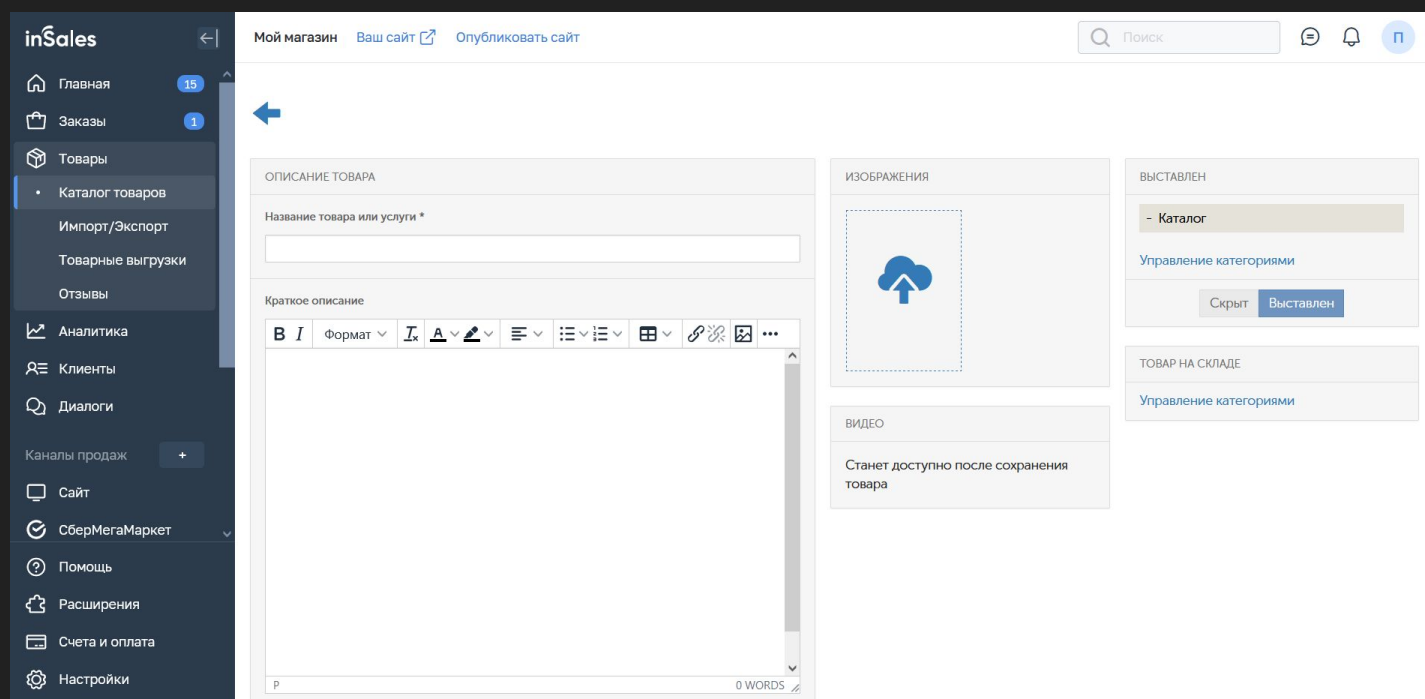 inSales
Главная 15
Заказы 1
Товары
Каталог товаров
Импорт/Экспорт
Товарные выгрузки
Отзывы
Аналитика
Клиенты
Диалоги
Каналы продаж +
Сайт
СберМегаМаркет
Помощь
Расширения
Счета и оплата
Настройки
Мой магазин Ваш сайт Опубликовать сайт
Поиск
П
ОПИСАНИЕ ТОВАРА
Название товара или услуги *
Краткое описание
B I Формат Tx A
P 0 WORDS
ИЗОБРАЖЕНИЯ
ВИДЕО
Станет доступно после сохранения
товара
ВЫСТАВЛЕН
- Каталог
Управление категориями
Скрыт Выставлен
ТОВАР НА СКЛАДЕ
Управление категориями